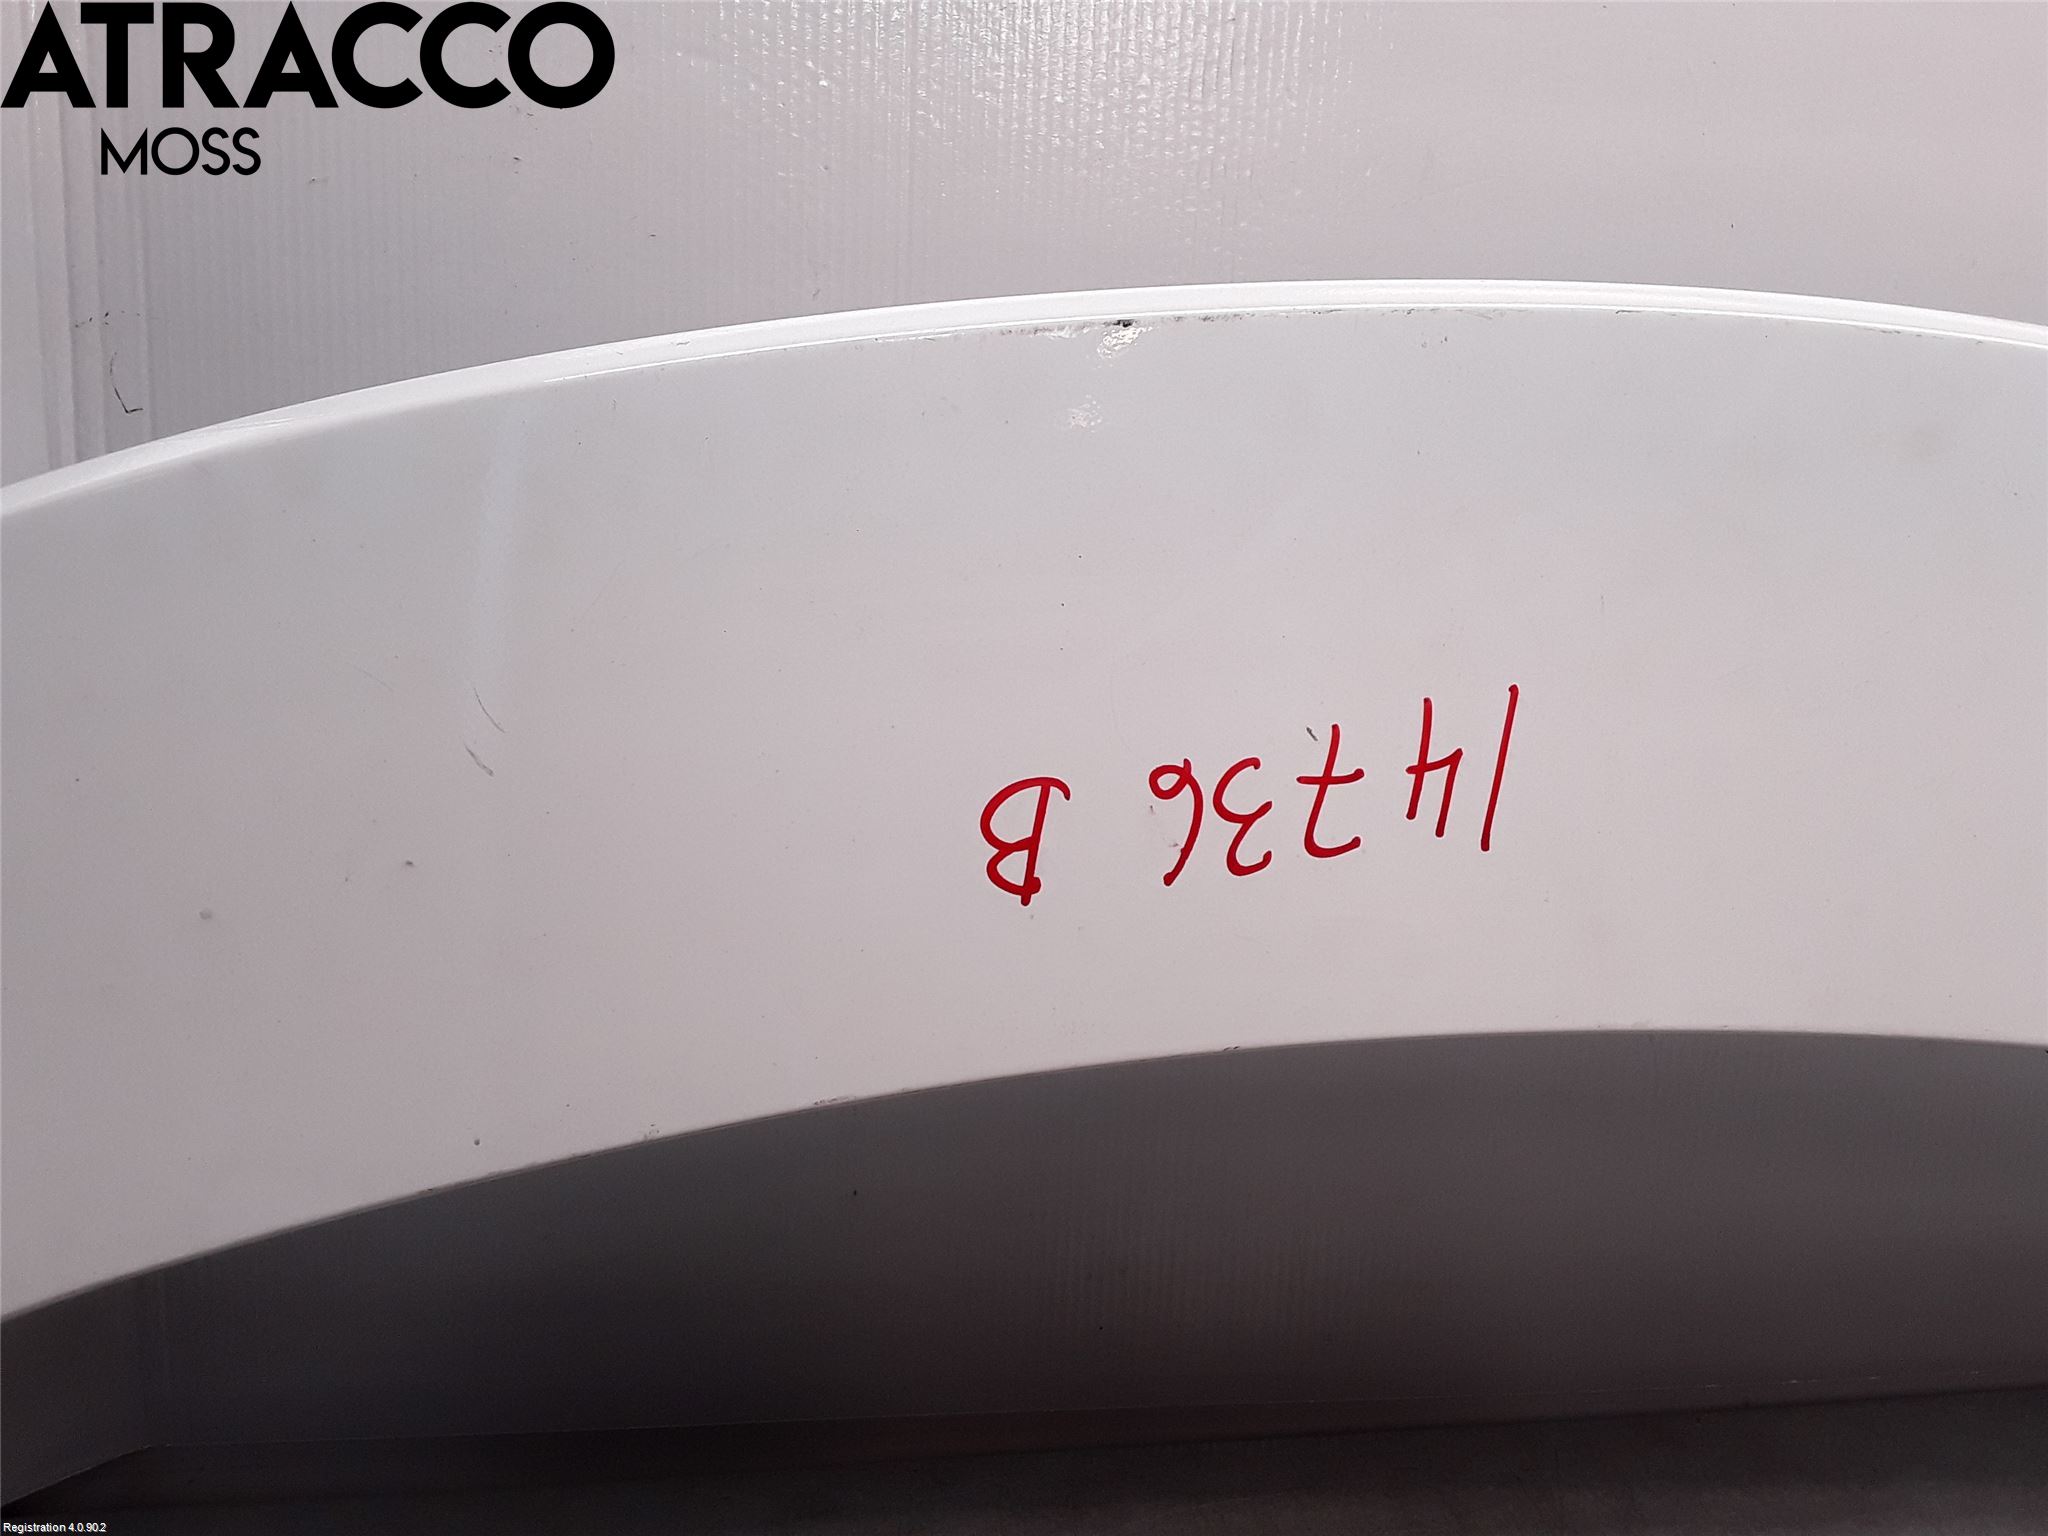 ATRACCO
MOSS
14736 B
Registration 4.0.90.2